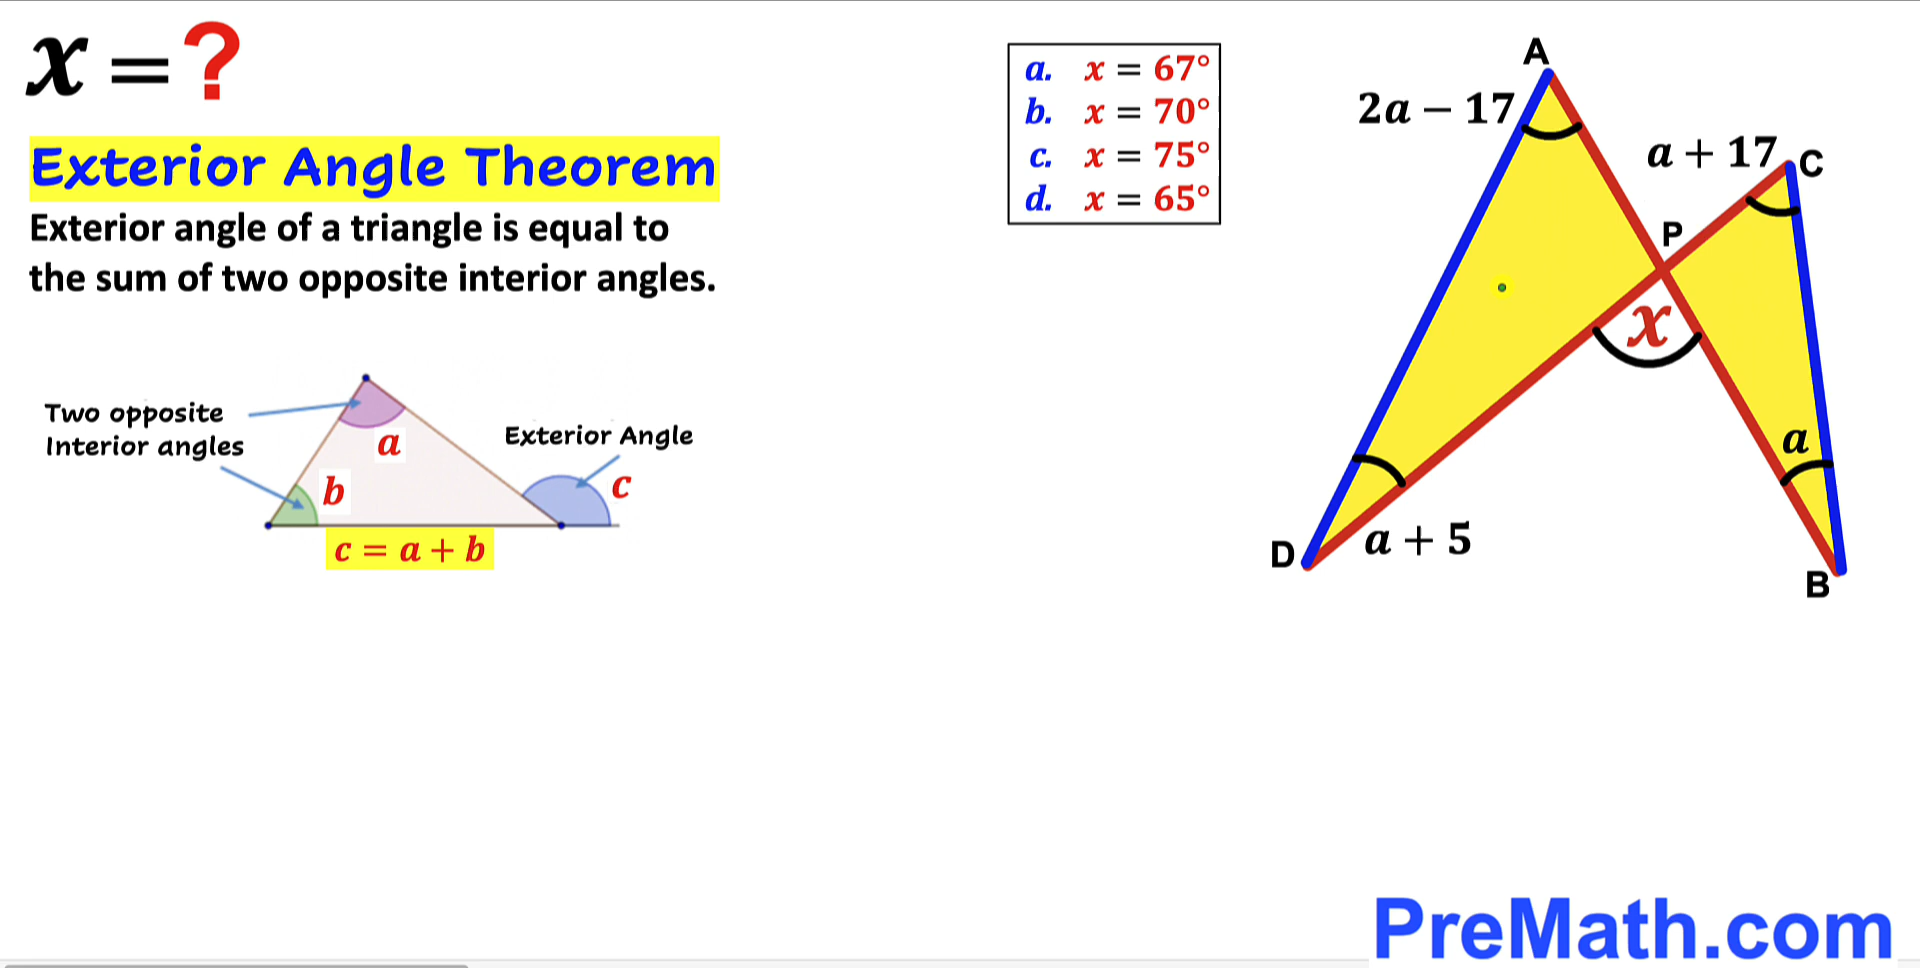 x = ?
Exterior Angle Theorem
Exterior angle of a triangle is equal to
the sum of two opposite interior angles.
Two opposite
Interior angles
a
b
Exterior Angle
c
c = a + b
a. x = 67°
b. x = 70°
c. x = 75°
d. x = 65°
A
2a − 17
a + 17
C
P
x
a
D
a + 5
B
PreMath.com